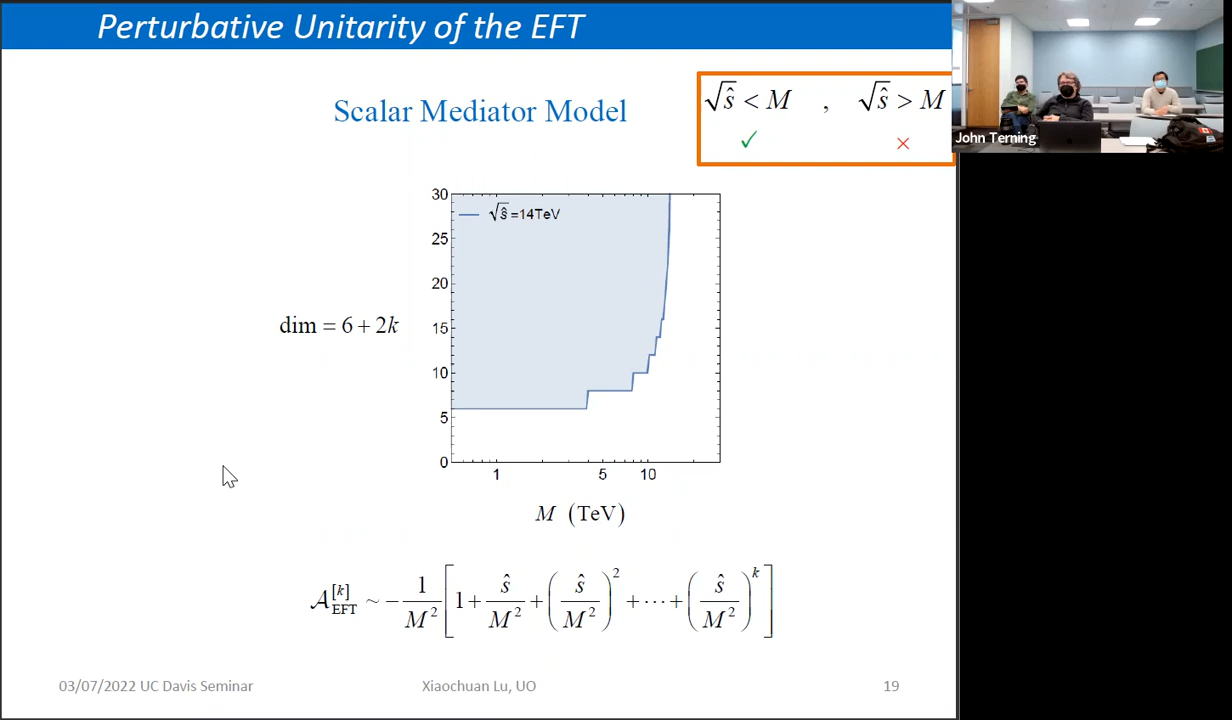 Perturbative Unitarity of the EFT
Scalar Mediator Model
√ŝ < M , √ŝ > M
✓ ×
John Terning
30
25
20
15
10
5
0
√ŝ =14TeV
dim = 6 + 2k
1 5 10
M (TeV)
𝒜_EFT^[k] ~ − 1/M² [ 1 + ŝ/M² + (ŝ/M²)² + ⋯ + (ŝ/M²)^k ]
03/07/2022 UC Davis Seminar Xiaochuan Lu, UO 19